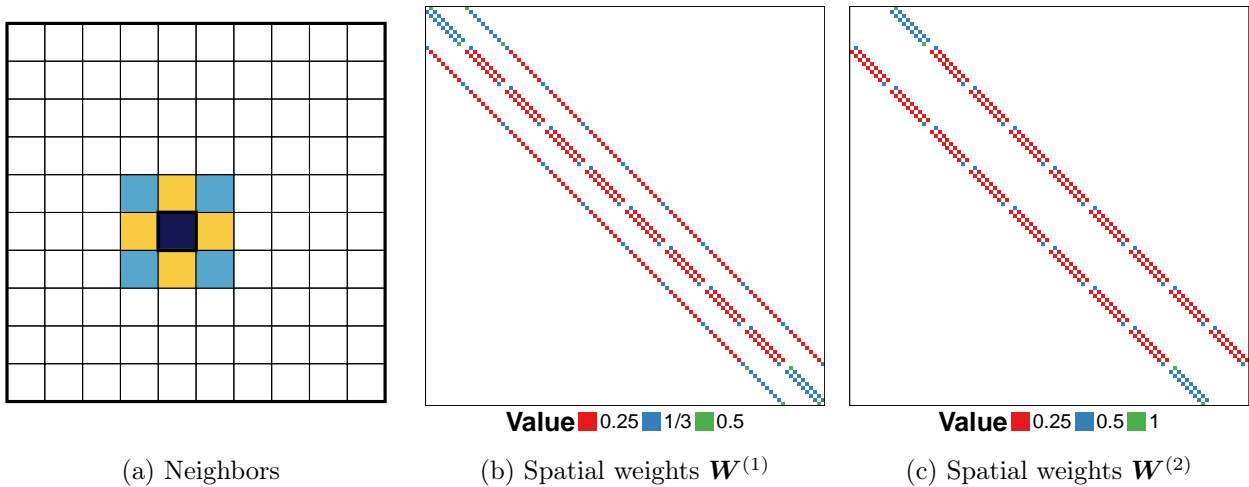 Value 0.25 1/3 0.5
Value 0.25 0.5 1
(a) Neighbors
(b) Spatial weights W^(1)
(c) Spatial weights W^(2)